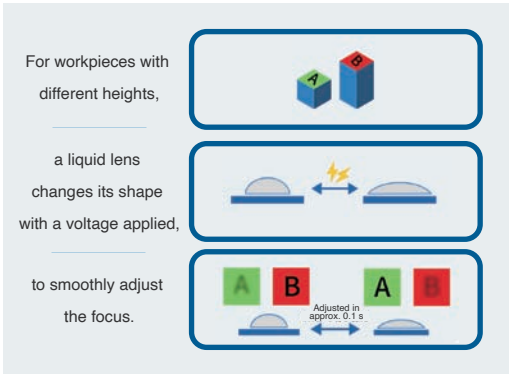 For workpieces with
different heights,
A
B
a liquid lens
changes its shape
with a voltage applied,
to smoothly adjust
the focus.
A B A B
Adjusted in
approx. 0.1 s